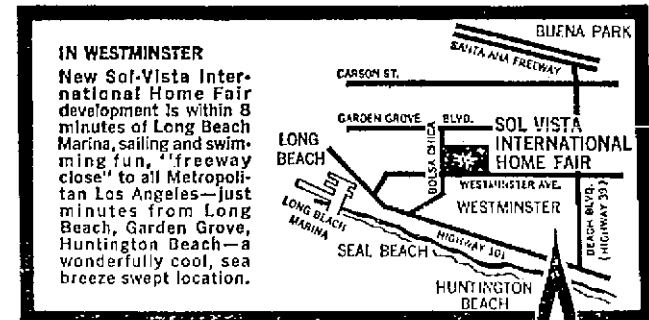 IN WESTMINSTER
New Sol-Vista Inter-
national Home Fair
development is within 8
minutes of Long Beach
Marina, sailing and swim-
ming fun, "freeway
close" to all Metropoli-
tan Los Angeles—just
minutes from Long
Beach, Garden Grove,
Huntington Beach—a
wonderfully cool, sea
breeze swept location.
BUENA PARK
SANTA ANA FREEWAY
CARSON ST.
GARDEN GROVE BLVD.
SOL VISTA
INTERNATIONAL
HOME FAIR
LONG
BEACH
BOLSA CHICA
WESTMINSTER AVE.
WESTMINSTER
BEACH BLVD.
(HIGHWAY 39)
LONG BEACH
MARINA
SEAL BEACH
HIGHWAY 101
HUNTINGTON
BEACH